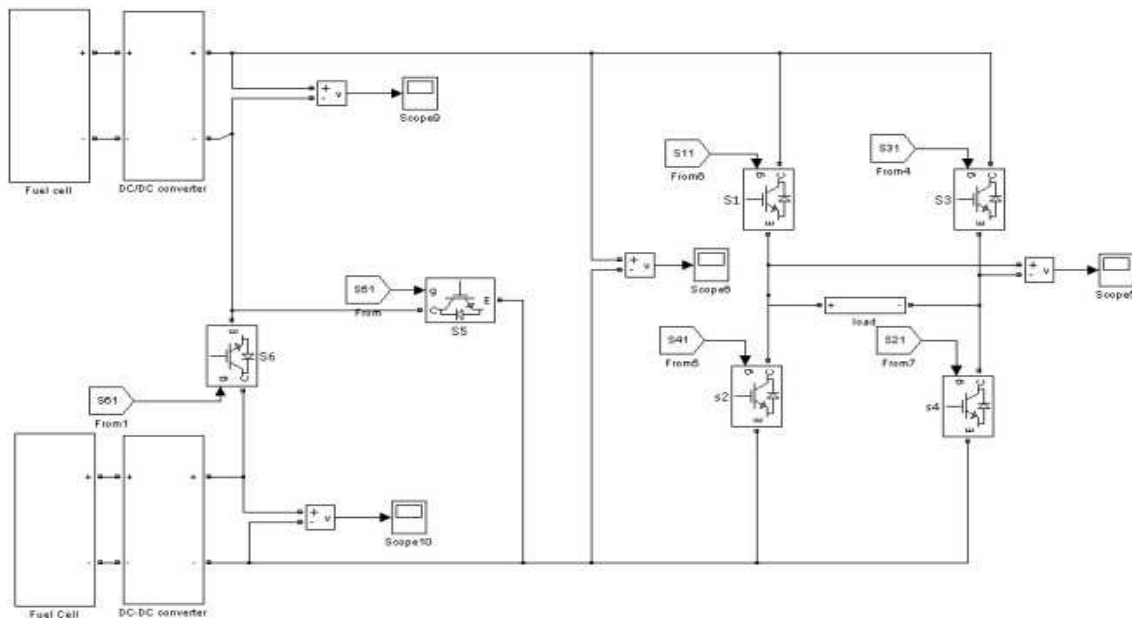 + + + +
- - - -
Fuel cell
DC/DC converter
+ - v
Scope9
S11
From6
g C E
S1
S31
From4
g C E
S3
+ - v
Scope6
+ - v
Scope5
S61
From
g C E
S5
+ -
load
E g C
S6
S61
From1
S41
From5
g C E
s2
S21
From7
g C E
s4
+ + + +
- - - -
Fuel Cell
DC-DC converter
+ - v
Scope10